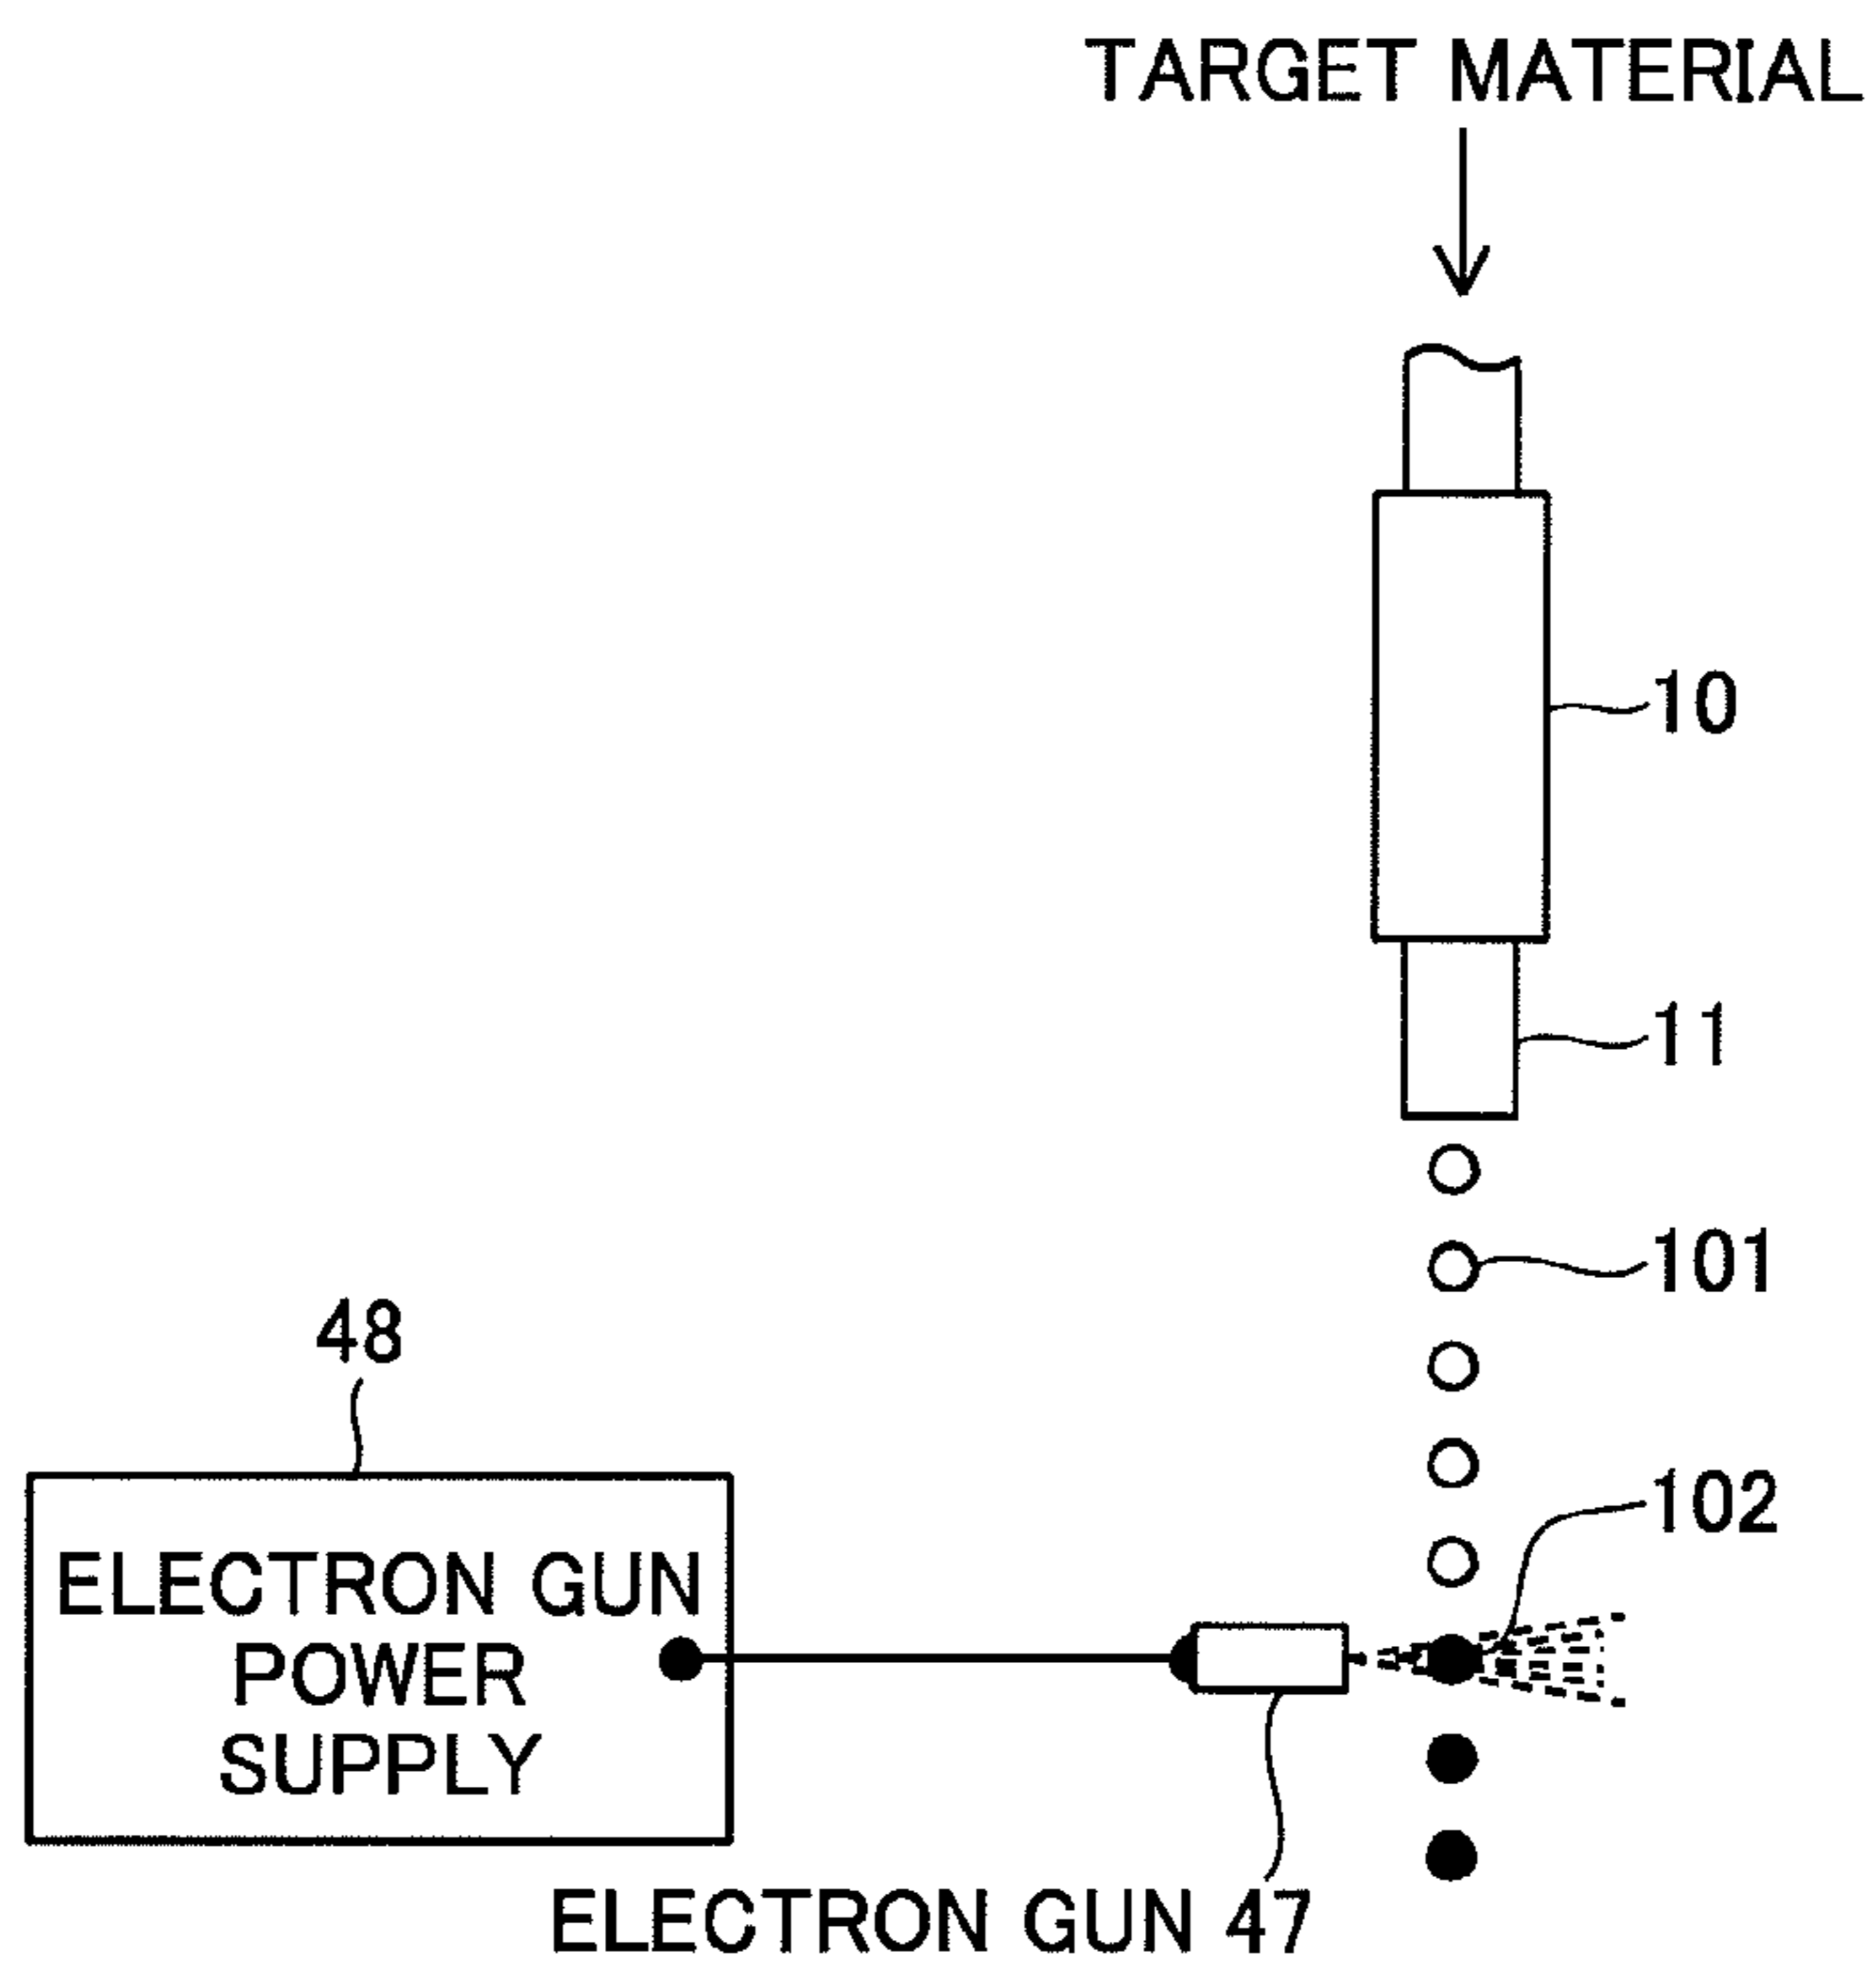 TARGET MATERIAL
10
11
101
48
102
ELECTRON GUN
POWER
SUPPLY
ELECTRON GUN 47